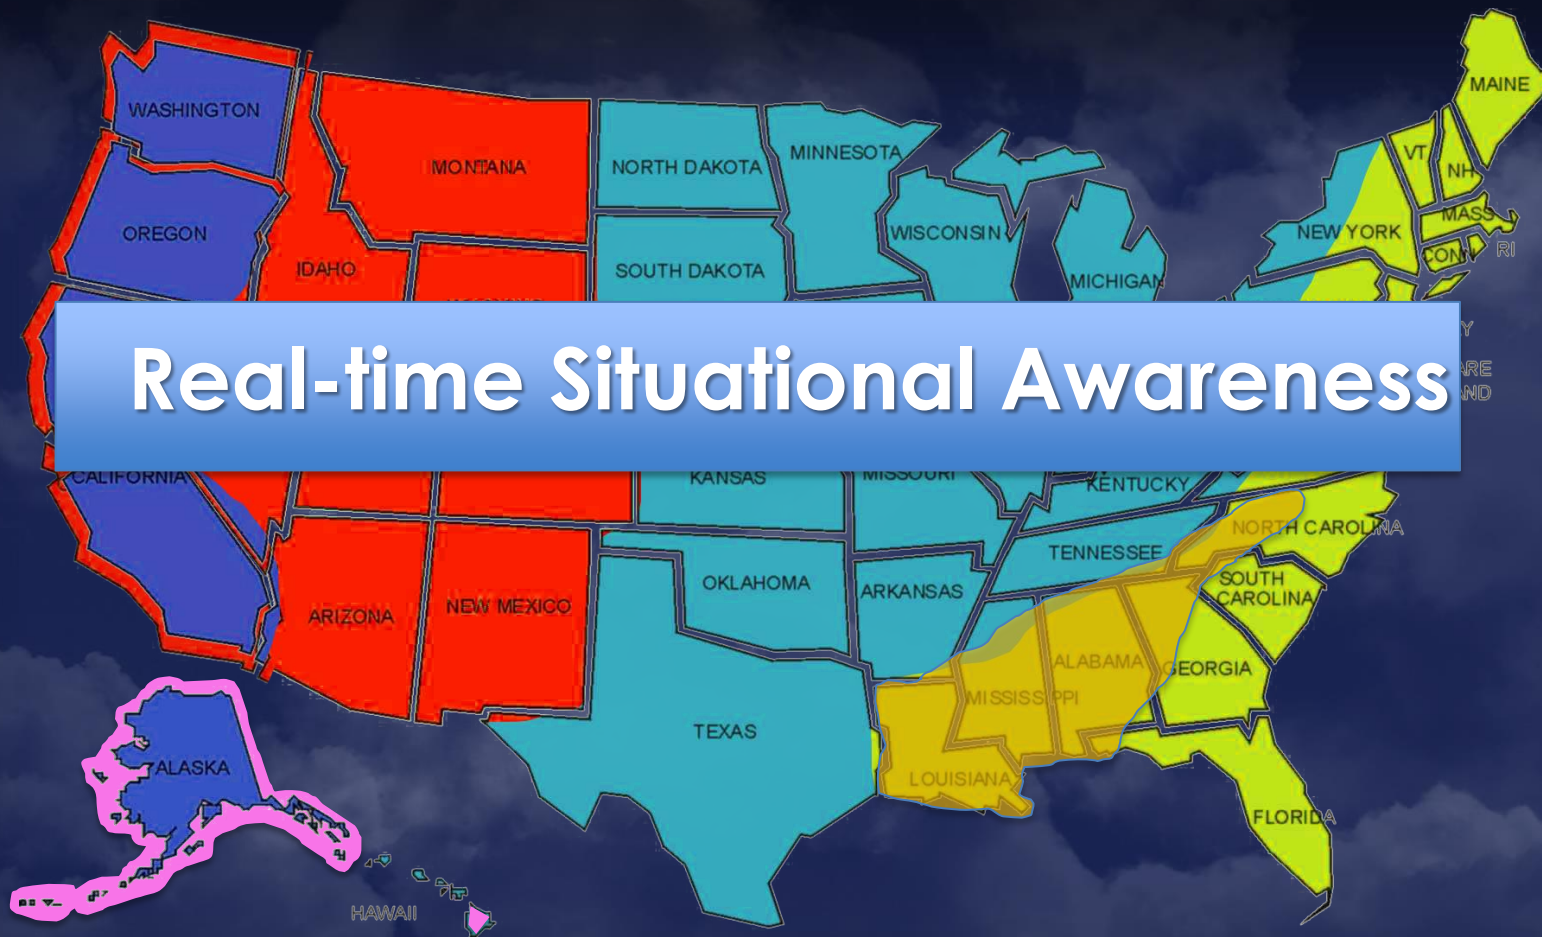 MAINE
WASHINGTON
VT
MINNESOTA
MONTANA
NORTH DAKOTA
NH
MASS
OREGON
WISCONSIN
NEW YORK
CONN
RI
IDAHO
SOUTH DAKOTA
MICHIGAN
Real-time Situational Awareness
CALIFORNIA
KANSAS
MISSOURI
KENTUCKY
NORTH CAROLINA
TENNESSEE
OKLAHOMA
ARKANSAS
SOUTH
CAROLINA
ARIZONA
NEW MEXICO
ALABAMA
GEORGIA
MISSISSIPPI
TEXAS
ALASKA
LOUISIANA
FLORIDA
HAWAII